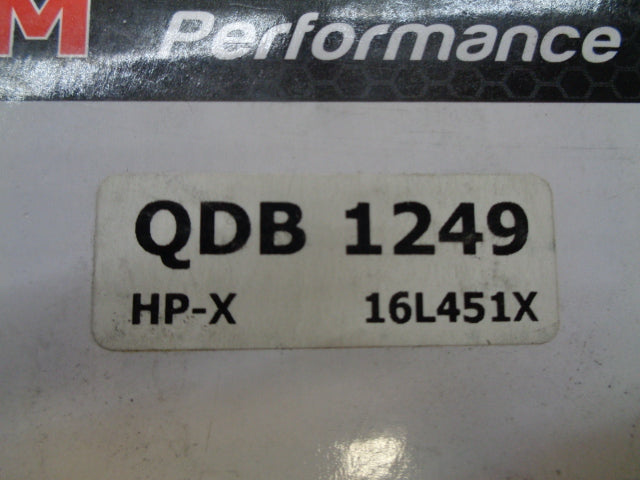 M Performance
QDB 1249
HP-X 16L451X